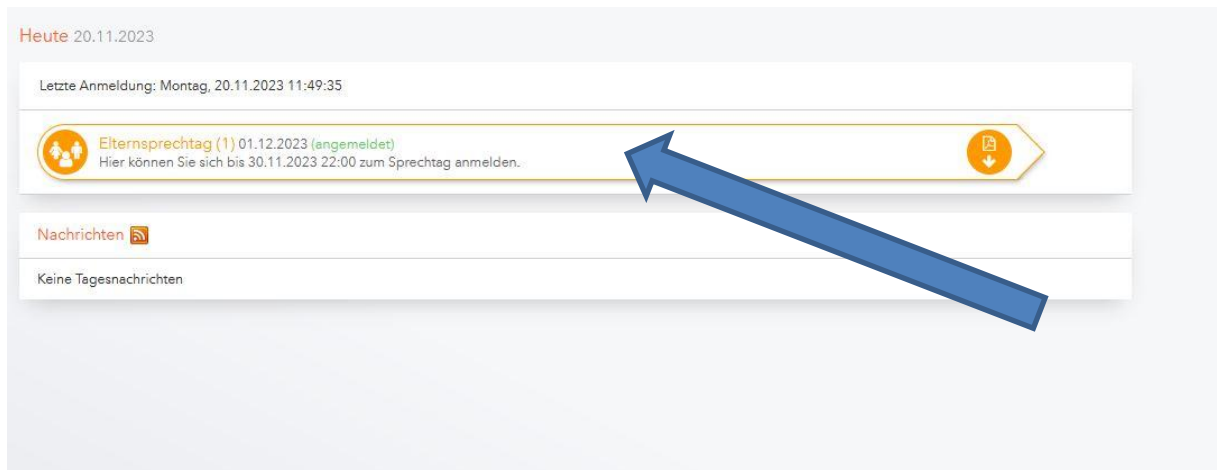 Heute 20.11.2023
Letzte Anmeldung: Montag, 20.11.2023 11:49:35
Elternsprechtag (1) 01.12.2023 (angemeldet)
Hier können Sie sich bis 30.11.2023 22:00 zum Sprechtag anmelden.
Nachrichten
Keine Tagesnachrichten